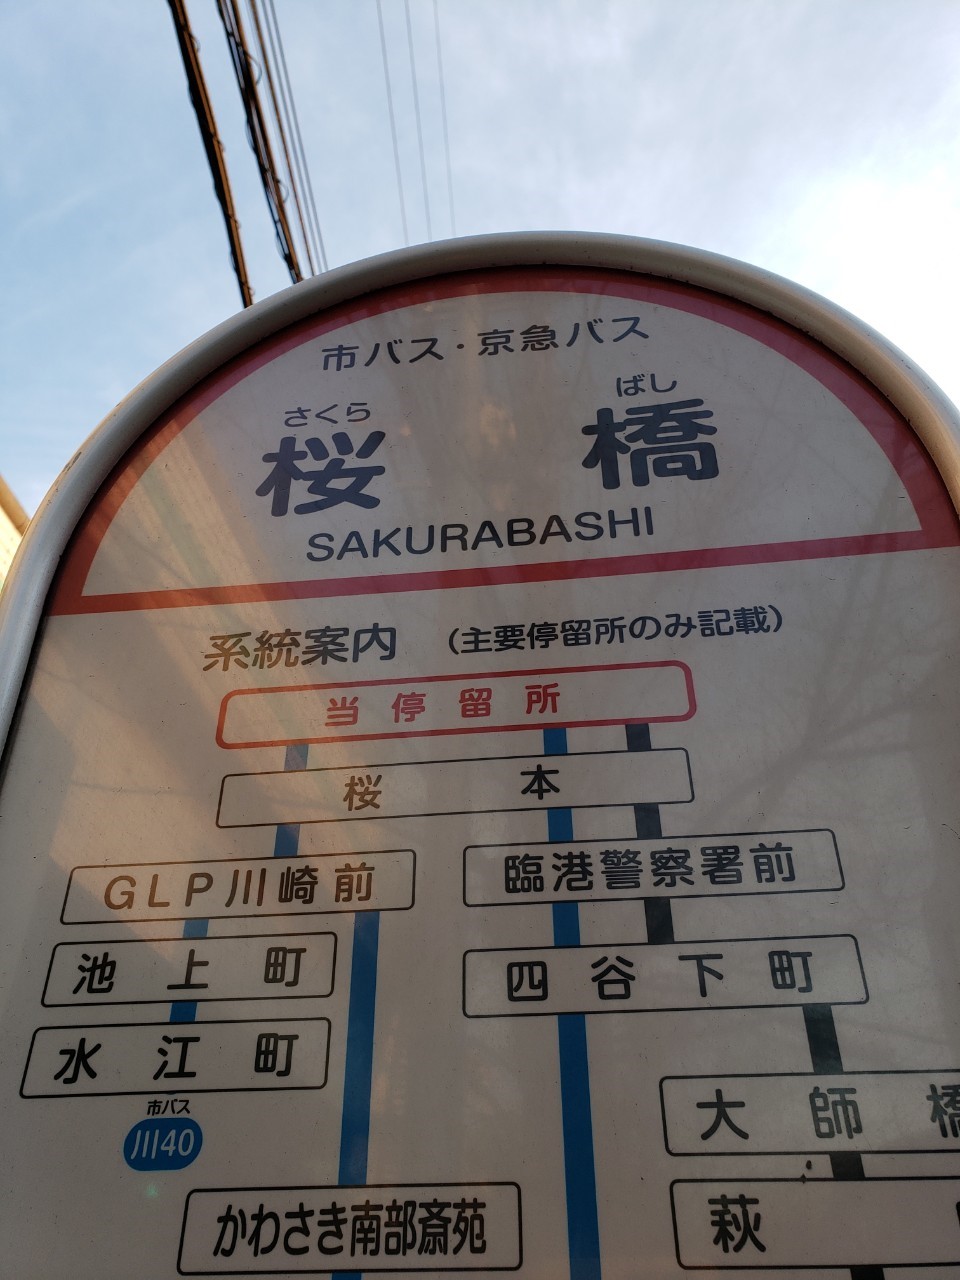 市バス・京急バス
さくら ばし
桜 橋
SAKURABASHI
系統案内 (主要停留所のみ記載)
当停留所
桜本
GLP川崎前
臨港警察署前
池上町
四谷下町
水江町
市バス
川40
大師橋
かわさき南部斎苑
萩